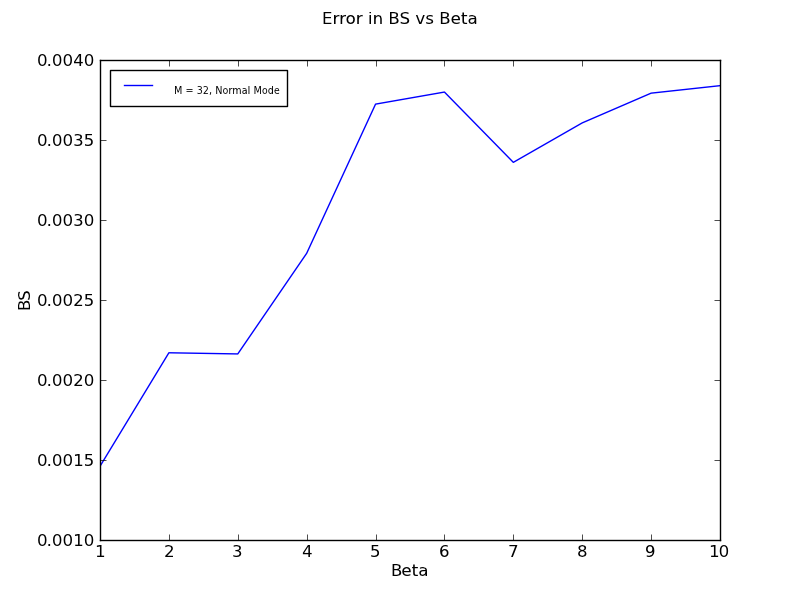 Error in BS vs Beta
M = 32, Normal Mode
0.0040
0.0035
0.0030
0.0025
0.0020
0.0015
0.0010
BS
1 2 3 4 5 6 7 8 9 10
Beta